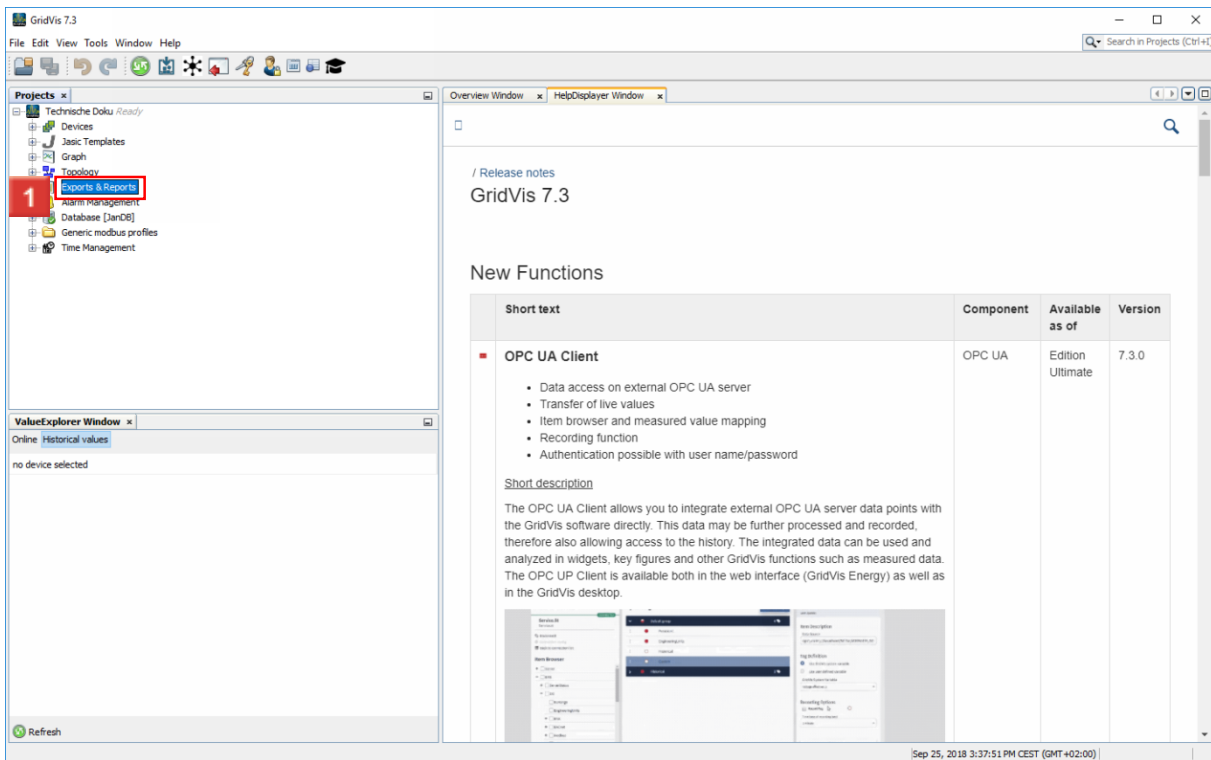 GridVis 7.3
File Edit View Tools Window Help
Search in Projects (Ctrl+I)
Projects
Technische Doku Ready
Devices
Jasic Templates
Graph
Topology
1
Exports & Reports
Alarm Management
Database [JanDB]
Generic modbus profiles
Time Management
ValueExplorer Window
Online Historical values
no device selected
Refresh
Overview Window HelpDisplayer Window
/ Release notes
GridVis 7.3
New Functions
Short text Component Available as of Version
OPC UA Client OPC UA Edition Ultimate 7.3.0
• Data access on external OPC UA server
• Transfer of live values
• Item browser and measured value mapping
• Recording function
• Authentication possible with user name/password
Short description
The OPC UA Client allows you to integrate external OPC UA server data points with
the GridVis software directly. This data may be further processed and recorded,
therefore also allowing access to the history. The integrated data can be used and
analyzed in widgets, key figures and other GridVis functions such as measured data.
The OPC UP Client is available both in the web interface (GridVis Energy) as well as
in the GridVis desktop.
Item Browser
Sep 25, 2018 3:37:51 PM CEST (GMT+02:00)